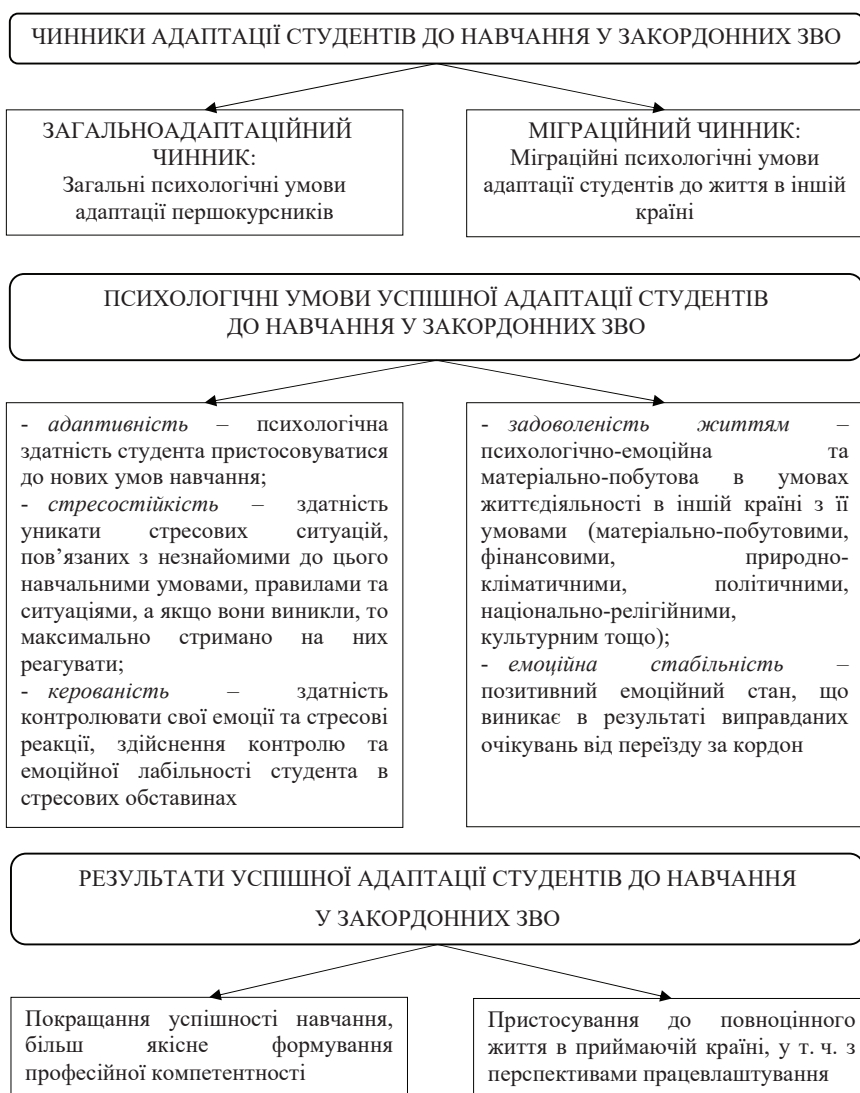 ЧИННИКИ АДАПТАЦІЇ СТУДЕНТІВ ДО НАВЧАННЯ У ЗАКОРДОННИХ ЗВО
ЗАГАЛЬНОАДАПТАЦІЙНИЙ
ЧИННИК:
Загальні психологічні умови
адаптації першокурсників
МІГРАЦІЙНИЙ ЧИННИК:
Міграційні психологічні умови
адаптації студентів до життя в іншій
країні
ПСИХОЛОГІЧНІ УМОВИ УСПІШНОЇ АДАПТАЦІЇ СТУДЕНТІВ
ДО НАВЧАННЯ У ЗАКОРДОННИХ ЗВО
- адаптивність – психологічна
здатність студента пристосовуватися
до нових умов навчання;
- стресостійкість – здатність
уникати стресових ситуацій,
пов’язаних з незнайомими до цього
навчальними умовами, правилами та
ситуаціями, а якщо вони виникли, то
максимально стримано на них
реагувати;
- керованість – здатність
контролювати свої емоції та стресові
реакції, здійснення контролю та
емоційної лабільності студента в
стресових обставинах
- задоволеність життям –
психологічно-емоційна та
матеріально-побутова в умовах
життєдіяльності в іншій країні з її
умовами (матеріально-побутовими,
фінансовими, природно-
кліматичними, політичними,
національно-релігійними,
культурним тощо);
- емоційна стабільність –
позитивний емоційний стан, що
виникає в результаті виправданих
очікувань від переїзду за кордон
РЕЗУЛЬТАТИ УСПІШНОЇ АДАПТАЦІЇ СТУДЕНТІВ ДО НАВЧАННЯ
У ЗАКОРДОННИХ ЗВО
Покращання успішності навчання,
більш якісне формування
професійної компетентності
Пристосування до повноцінного
життя в приймаючій країні, у т. ч. з
перспективами працевлаштування